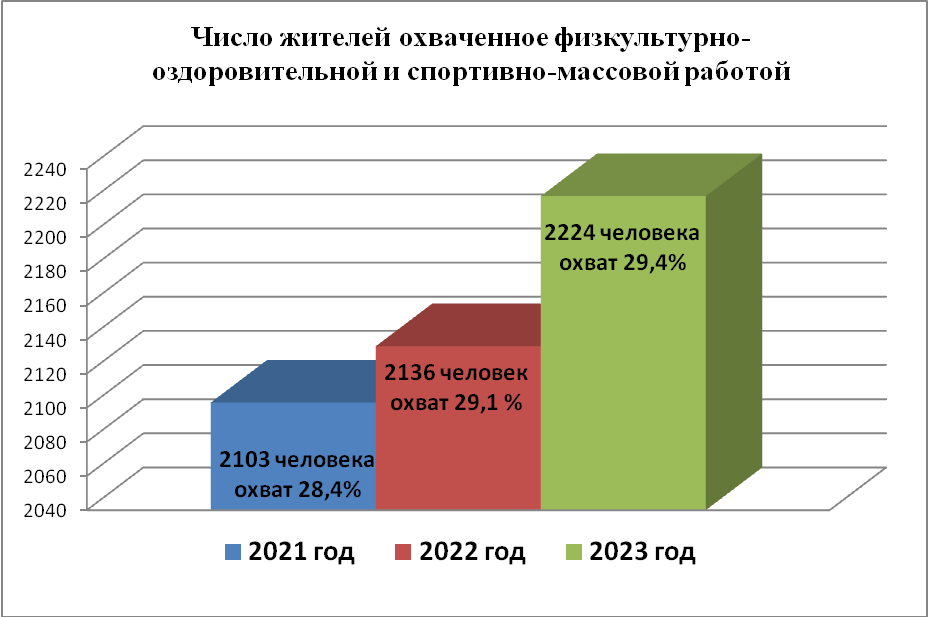 Число жителей охваченное физкультурно-
оздоровительной и спортивно-массовой работой
2240
2220
2200
2180
2160
2140
2120
2100
2080
2060
2040
2103 человека
охват 28,4%
2136 человек
охват 29,1 %
2224 человека
охват 29,4%
2021 год
2022 год
2023 год